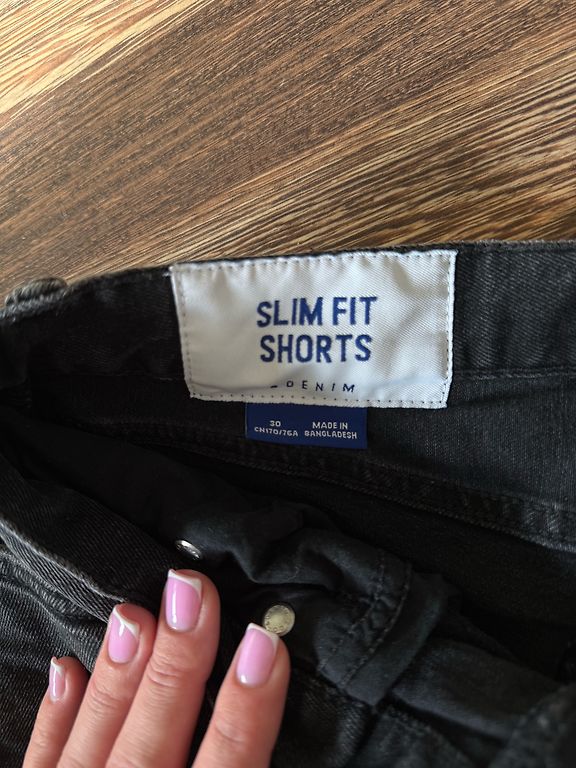 SLIM FIT
SHORTS
DENIM
30
CN170/76A
MADE IN
BANGLADESH